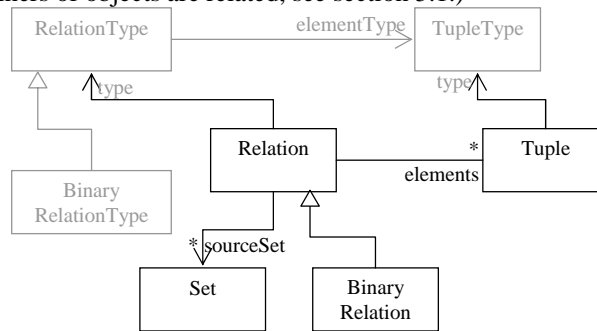 ners or objects are related, see section 3.1.)
RelationType
elementType
TupleType
type
type
Relation
*
Tuple
elements
Binary
RelationType
* sourceSet
Set
Binary
Relation